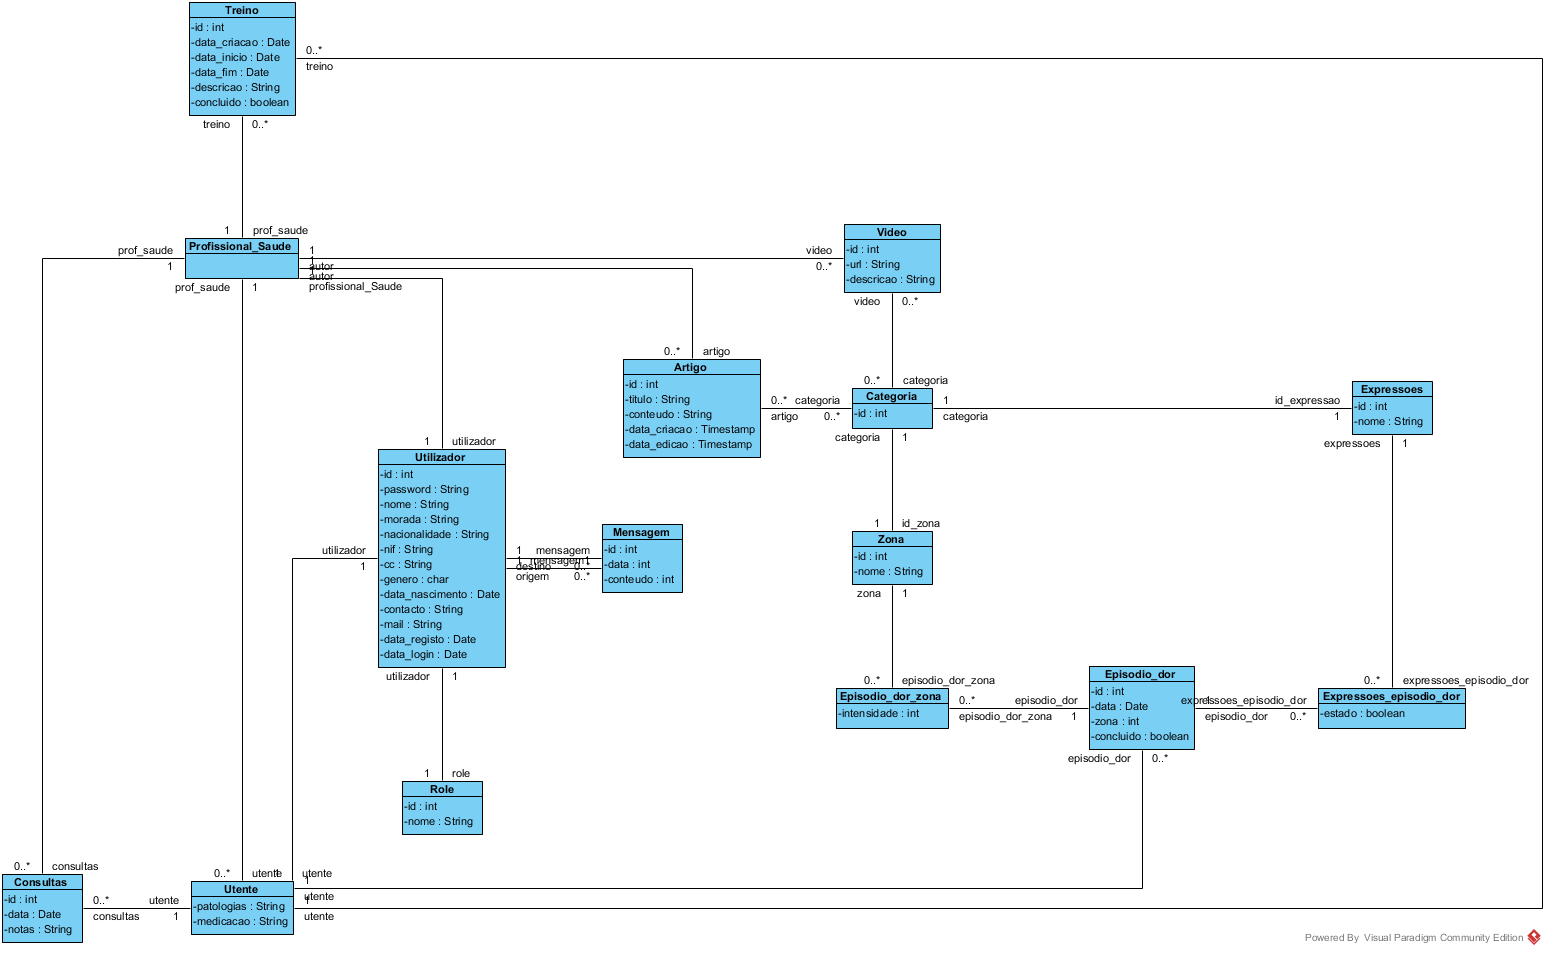 Treino
-id : int
-data_criacao : Date
-data_inicio : Date
-data_fim : Date
-descricao : String
-concluido : boolean
0..*
treino
treino
0..*
1
prof_saude
Profissional_Saude
prof_saude
1
1
1
autor
1
autor
profissional_Saude
prof_saude
1
video
0..*
Video
-id : int
-url : String
-descricao : String
video
0..*
0..*
artigo
Artigo
-id : int
-titulo : String
-conteudo : String
-data_criacao : Timestamp
-data_edicao : Timestamp
0..*
categoria
artigo
0..*
0..*
categoria
Categoria
-id : int
1
categoria
categoria
1
id_expressao
1
Expressoes
-id : int
-nome : String
expressoes
1
1
utilizador
Utilizador
-id : int
-password : String
-nome : String
-morada : String
-nacionalidade : String
-nif : String
-cc : String
-genero : char
-data_nascimento : Date
-contacto : String
-mail : String
-data_registo : Date
-data_login : Date
utilizador
1
utilizador
1
1
mensagem
1
mensagem
destino
0..*
origem
0..*
Mensagem
-id : int
-data : int
-conteudo : int
1
id_zona
Zona
-id : int
-nome : String
zona
1
0..*
episodio_dor_zona
Episodio_dor_zona
-intensidade : int
0..*
episodio_dor
episodio_dor_zona
1
Episodio_dor
-id : int
-data : Date
-zona : int
-concluido : boolean
episodio_dor
0..*
1
expressoes_episodio_dor
episodio_dor
0..*
0..*
expressoes_episodio_dor
Expressoes_episodio_dor
-estado : boolean
1
role
Role
-id : int
-nome : String
0..*
consultas
Consultas
-id : int
-data : Date
-notas : String
0..*
utente
consultas
1
0..*
utente
1
utente
Utente
-patologias : String
-medicacao : String
1
utente
1
utente
Powered By Visual Paradigm Community Edition